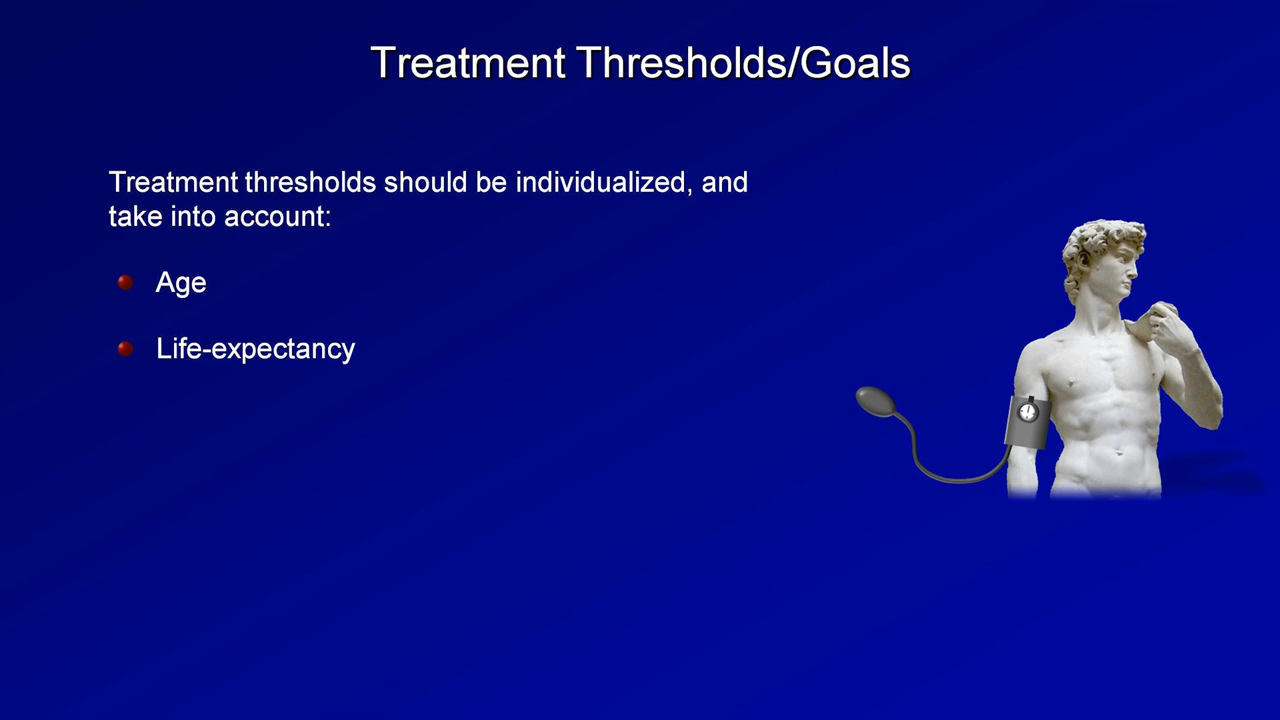 Treatment Thresholds/Goals
Treatment thresholds should be individualized, and
take into account:
Age
Life-expectancy